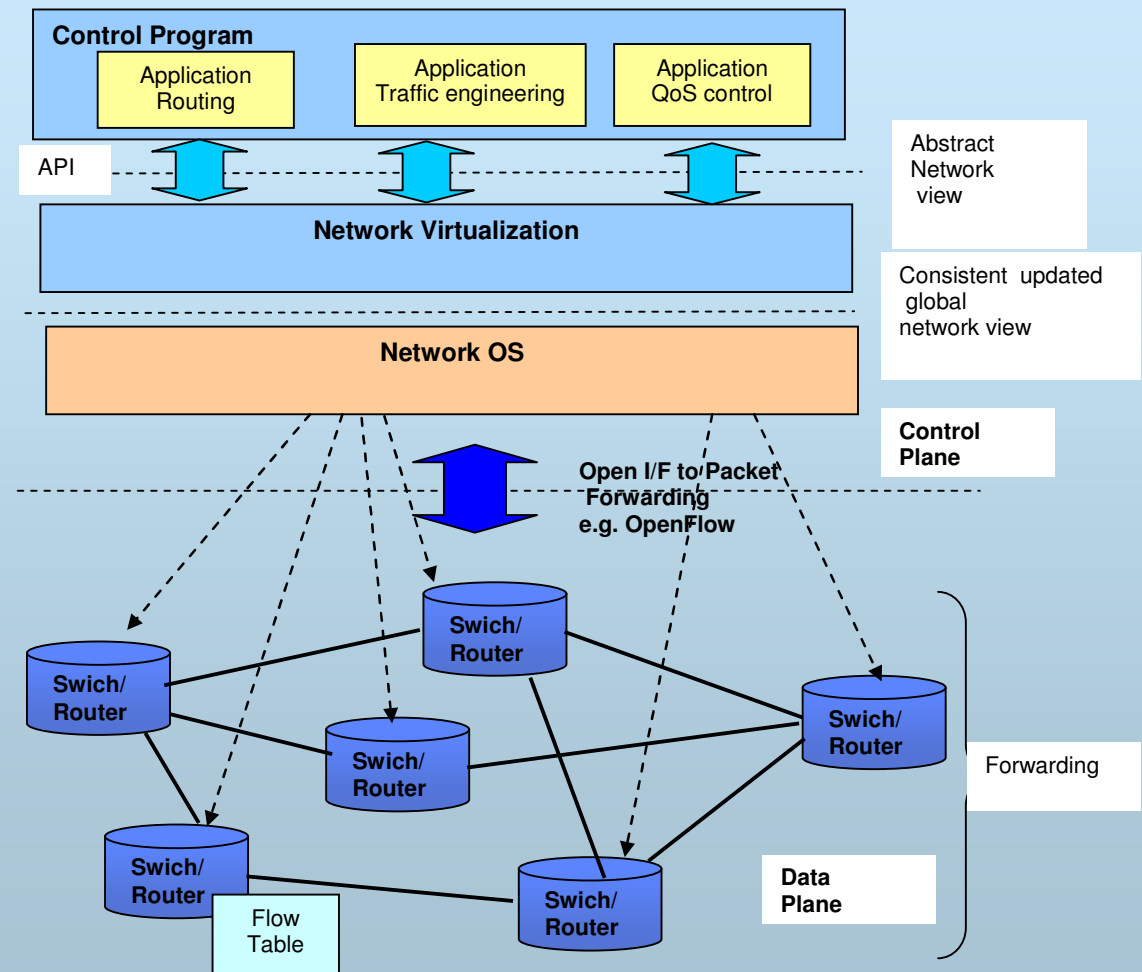 Control Program
Application
Routing
Application
Traffic engineering
Application
QoS control
API
Abstract
Network
view
Network Virtualization
Consistent updated
global
network view
Network OS
Control
Plane
Open I/F to Packet
Forwarding
e.g. OpenFlow
Swich/
Router
Swich/
Router
Swich/
Router
Swich/
Router
Forwarding
Swich/
Router
Swich/
Router
Data
Plane
Flow
Table